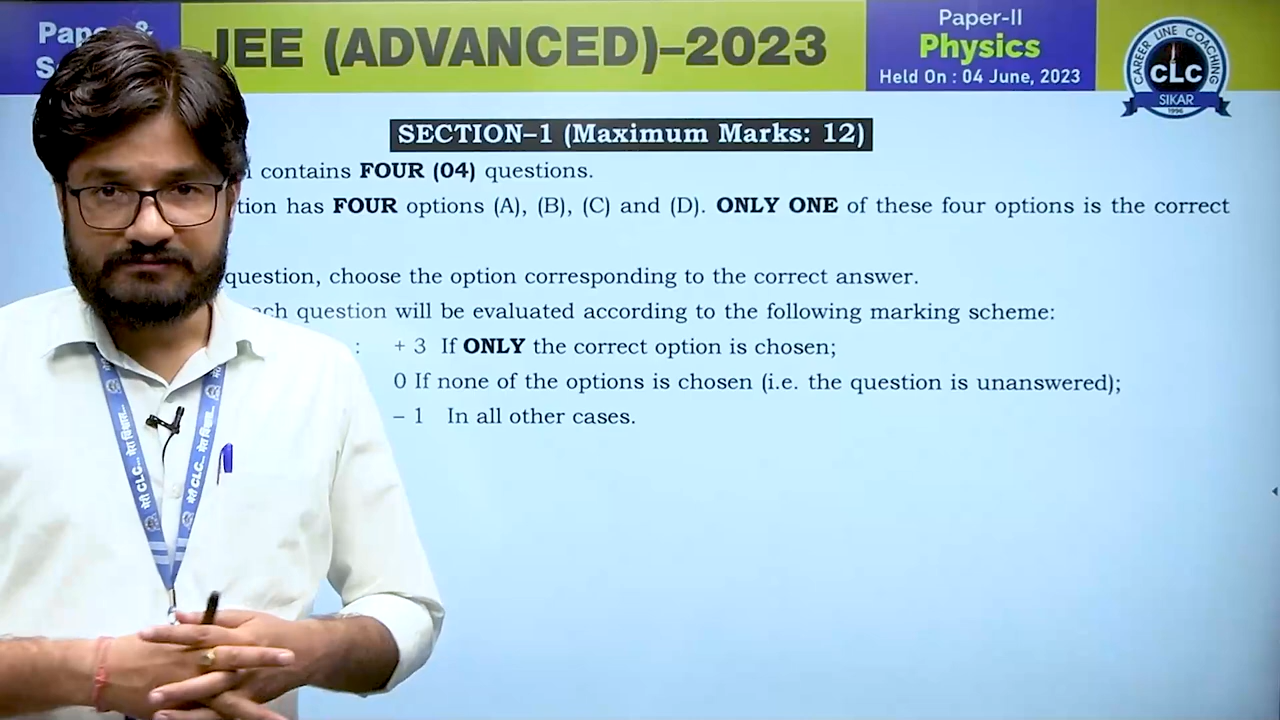 JEE (ADVANCED)–2023
Paper-II
Physics
Held On : 04 June, 2023
CAREER LINE COACHING
CLC
SIKAR
1996
SECTION–1 (Maximum Marks: 12)
contains FOUR (04) questions.
has FOUR options (A), (B), (C) and (D). ONLY ONE of these four options is the correct
question, choose the option corresponding to the correct answer.
question will be evaluated according to the following marking scheme:
: + 3 If ONLY the correct option is chosen;
0 If none of the options is chosen (i.e. the question is unanswered);
– 1 In all other cases.
मेरी CLC... मेरा विश्वास...